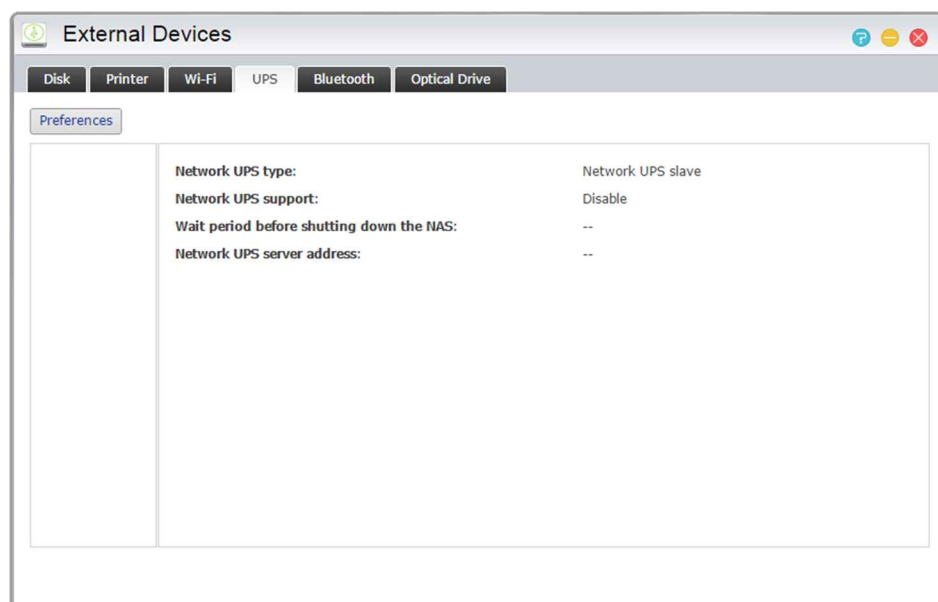 External Devices
Disk Printer Wi-Fi UPS Bluetooth Optical Drive
Preferences
Network UPS type: Network UPS slave
Network UPS support: Disable
Wait period before shutting down the NAS: --
Network UPS server address: --